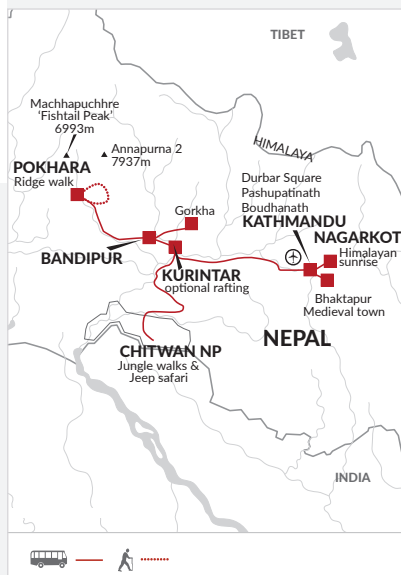 TIBET
Machhapuchhre
'Fishtail Peak'
6993m
Annapurna 2
7937m
HIMALAYA
POKHARA
Ridge walk
Durbar Square
Pashupatinath
Boudhanath
KATHMANDU
Gorkha
NAGARKOT
Himalayan
sunrise
BANDIPUR
KURINTAR
optional rafting
Bhaktapur
Medieval town
NEPAL
CHITWAN NP
Jungle walks &
Jeep safari
INDIA